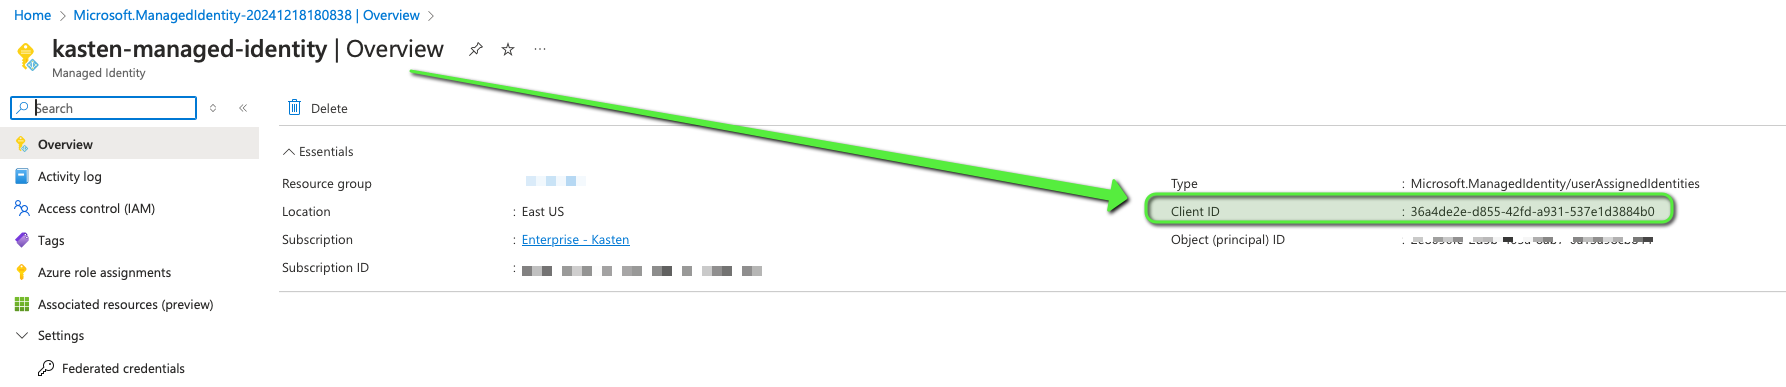 Home > Microsoft.ManagedIdentity-20241218180838 | Overview >
kasten-managed-identity | Overview ...
Managed Identity
Search
«
Delete
Overview
Activity log
Access control (IAM)
Tags
Azure role assignments
Associated resources (preview)
Settings
Federated credentials
Essentials
Resource group
Location : East US
Subscription : Enterprise - Kasten
Subscription ID :
Type : Microsoft.ManagedIdentity/userAssignedIdentities
Client ID : 36a4de2e-d855-42fd-a931-537e1d3884b0
Object (principal) ID :